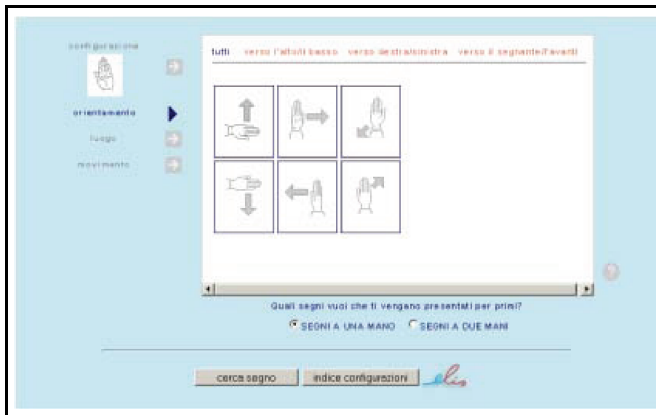 configurazione
orientamento
luogo
movimento
tutti verso l'alto/il basso verso destra/sinistra verso il segnante/l'avanti
Quali segni vuoi che ti vengano presentati per primi?
SEGNI A UNA MANO SEGNI A DUE MANI
cerca segno indice configurazioni elis